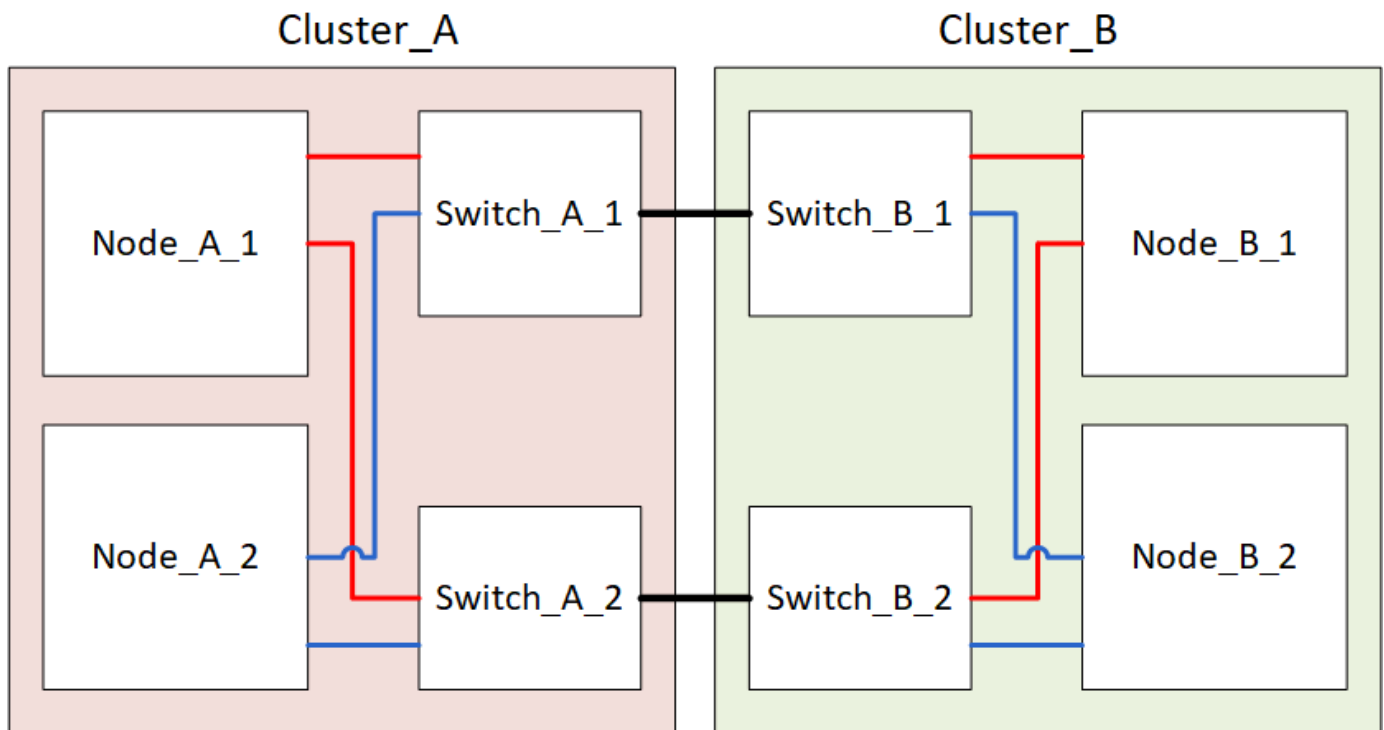 Cluster_A
Cluster_B
Node_A_1
Switch_A_1
Switch_B_1
Node_B_1
Node_A_2
Switch_A_2
Switch_B_2
Node_B_2